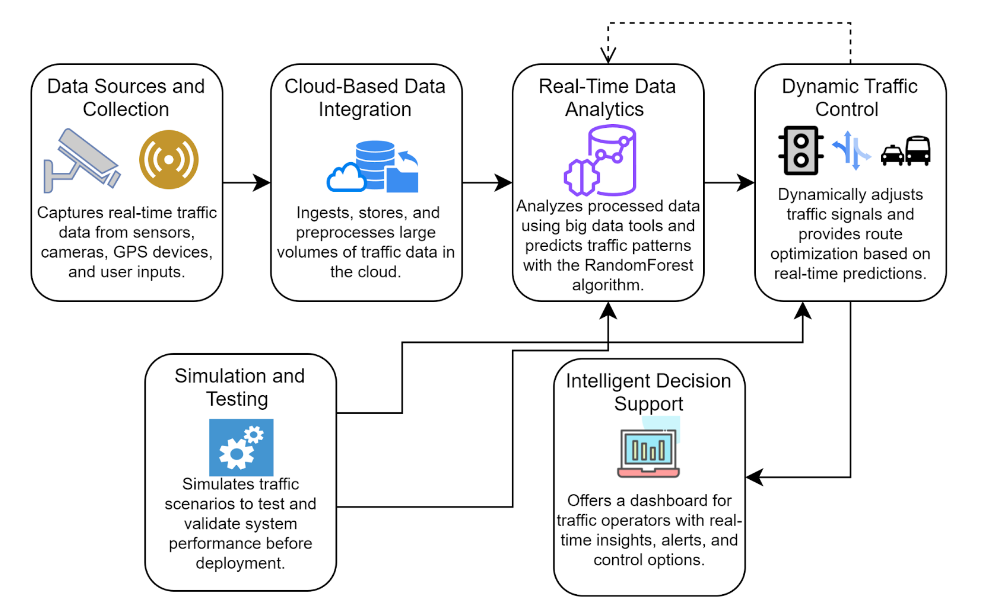 Data Sources and
Collection
Captures real-time traffic
data from sensors,
cameras, GPS devices,
and user inputs.
Cloud-Based Data
Integration
Ingests, stores, and
preprocesses large
volumes of traffic data in
the cloud.
Real-Time Data
Analytics
Analyzes processed data
using big data tools and
predicts traffic patterns
with the RandomForest
algorithm.
Dynamic Traffic
Control
Dynamically adjusts
traffic signals and
provides route
optimization based on
real-time predictions.
Simulation and
Testing
Simulates traffic
scenarios to test and
validate system
performance before
deployment.
Intelligent Decision
Support
Offers a dashboard for
traffic operators with real-
time insights, alerts, and
control options.